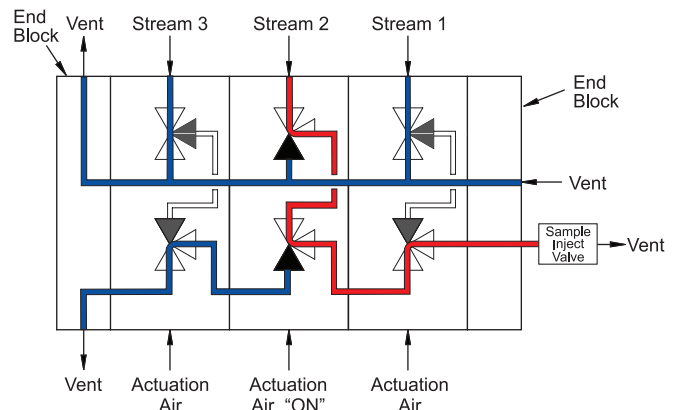 End
Block
Vent
Stream 3
Stream 2
Stream 1
End
Block
Vent
Sample
Inject
Valve
Vent
Vent
Actuation
Air
Actuation
Air "ON"
Actuation
Air